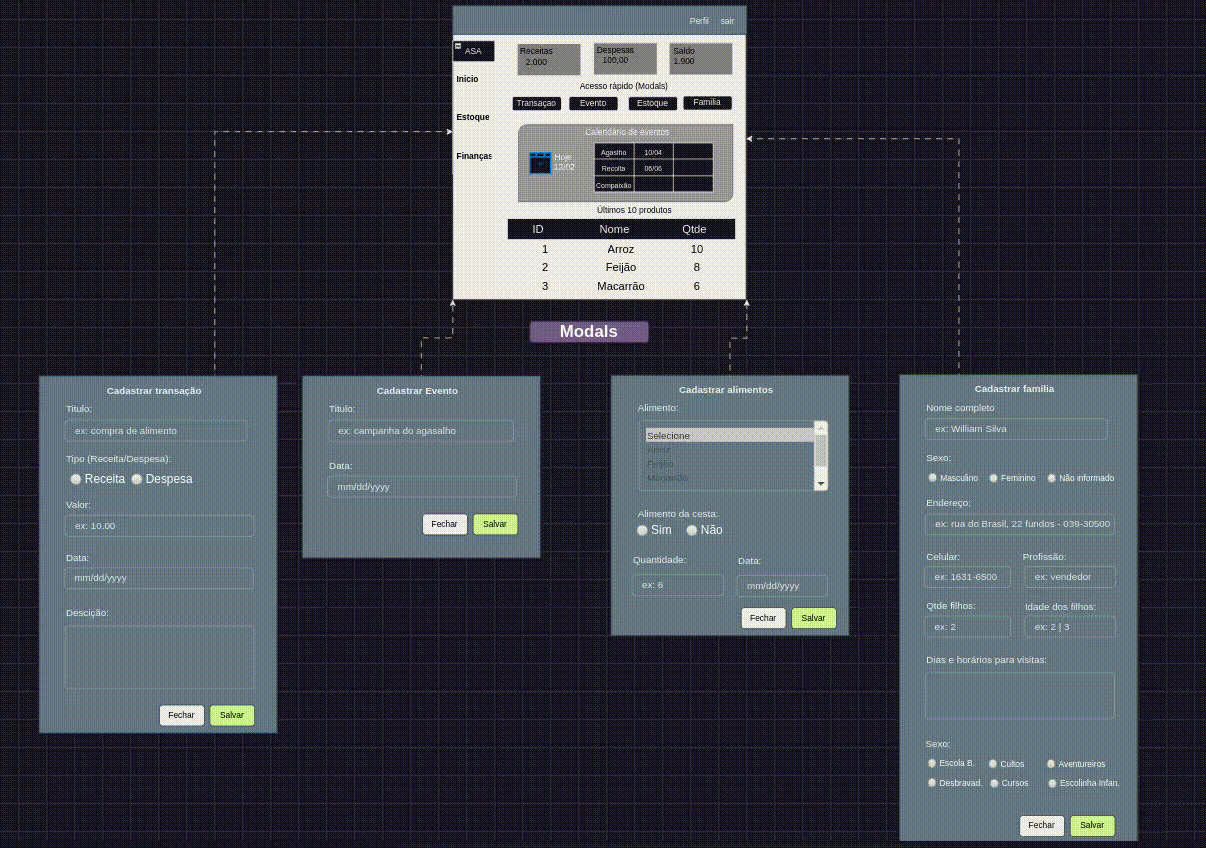 Perfil sair
ASA
Inicio
Estoque
Finanças
Receitas
2.000
Despesas
100,00
Saldo
1.900
Acesso rápido (Modals)
Transaçao Evento Estoque Família
Calendário de eventos
Hoje
12/02
Agaslho 10/04
Recolta 06/06
Compaixão
Últimos 10 produtos
ID Nome Qtde
1 Arroz 10
2 Feijão 8
3 Macarrão 6
Modals
Cadastrar transação
Titulo:
ex: compra de alimento
Tipo (Receita/Despesa):
Receita Despesa
Valor:
ex: 10.00
Data:
mm/dd/yyyy
Descição:
Fechar Salvar
Cadastrar Evento
Titulo:
ex: campanha do agasalho
Data:
mm/dd/yyyy
Fechar Salvar
Cadastrar alimentos
Alimento:
Selecione
Arroz
Feijão
Macarrão
Alimento da cesta:
Sim Não
Quantidade: Data:
ex: 6 mm/dd/yyyy
Fechar Salvar
Cadastrar família
Nome completo
ex: William Silva
Sexo:
Masculino Feminino Não informado
Endereço:
ex: rua do Brasil, 22 fundos - 039-30500
Celular: Profissão:
ex: 1631-6500 ex: vendedor
Qtde filhos: Idade dos filhos:
ex: 2 ex: 2 | 3
Dias e horários para visitas:
Sexo:
Escola B. Cultos Aventureiros
Desbravad. Cursos Escolinha Infan.
Fechar Salvar